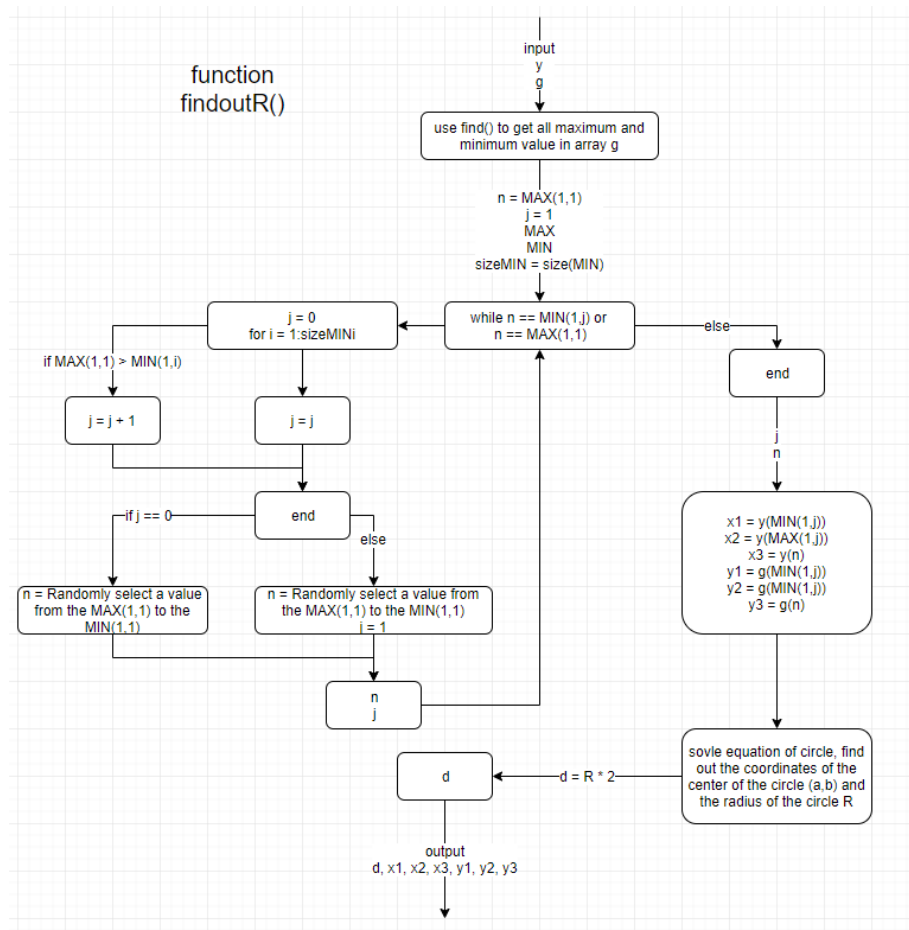 function
findoutR()
input
y
g
use find() to get all maximum and
minimum value in array g
n = MAX(1,1)
j = 1
MAX
MIN
sizeMIN = size(MIN)
while n == MIN(1,j) or
n == MAX(1,1)
j = 0
for i = 1:sizeMINi
else
if MAX(1,1) > MIN(1,i)
end
j = j + 1
j = j
j
n
end
if j == 0
else
x1 = y(MIN(1,j))
x2 = y(MAX(1,j))
x3 = y(n)
y1 = g(MIN(1,j))
y2 = g(MIN(1,j))
y3 = g(n)
n = Randomly select a value
from the MAX(1,1) to the
MIN(1,1)
n = Randomly select a value from
the MAX(1,1) to the MIN(1,1)
j = 1
n
j
sovle equation of circle, find
out the coordinates of the
center of the circle (a,b) and
the radius of the circle R
d = R * 2
d
output
d, x1, x2, x3, y1, y2, y3